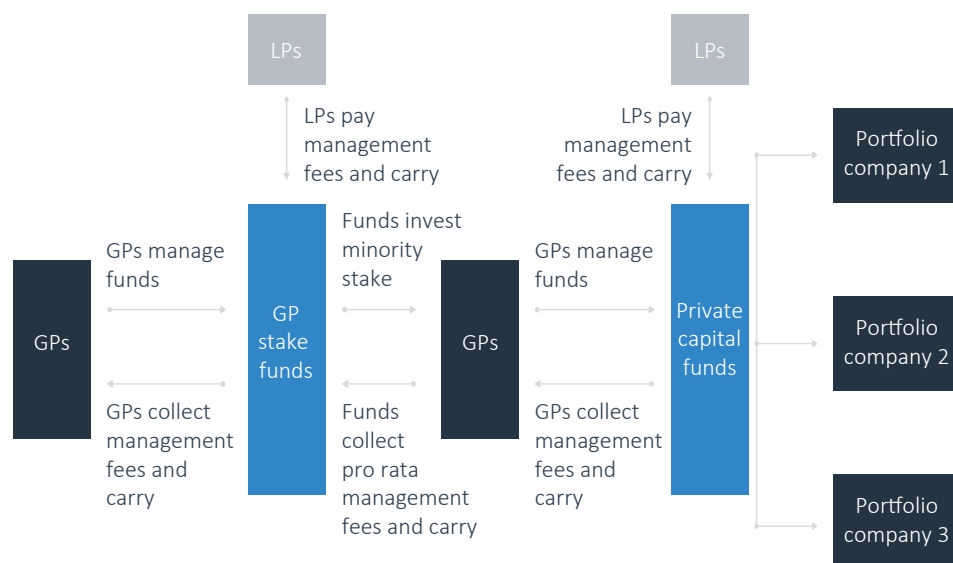 LPs
LPs
LPs pay
management
fees and carry
LPs pay
management
fees and carry
Portfolio
company 1
GPs manage
funds
Funds invest
minority
stake
GPs manage
funds
GPs
GP
stake
funds
GPs
Private
capital
funds
Portfolio
company 2
GPs collect
management
fees and
carry
Funds
collect
pro rata
management
fees and carry
GPs collect
management
fees and
carry
Portfolio
company 3